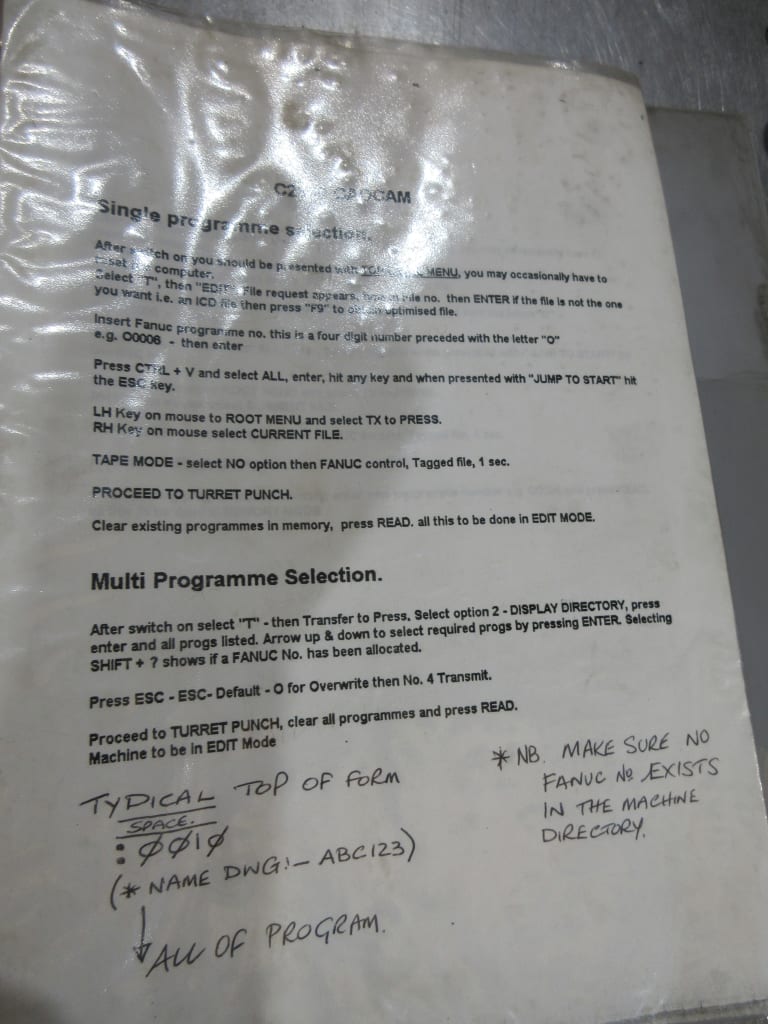 CADCAM
Single programme selection.
After switch on you should be presented with MENU, you may occasionally have to
reset computer.
Select "T", then "EDIT" File request appears, file no. then ENTER if the file is not the one
you want i.e. an ICD file then press "F9" to obtain optimised file.
Insert Fanuc programme no. this is a four digit number preceded with the letter "O"
e.g. O0006 - then enter
Press CTRL + V and select ALL, enter, hit any key and when presented with "JUMP TO START" hit
the ESC key.
LH Key on mouse to ROOT MENU and select TX to PRESS.
RH Key on mouse select CURRENT FILE.
TAPE MODE - select NO option then FANUC control, Tagged file, 1 sec.
PROCEED TO TURRET PUNCH.
Clear existing programmes in memory, press READ. all this to be done in EDIT MODE.
Multi Programme Selection.
After switch on select "T" - then Transfer to Press. Select option 2 - DISPLAY DIRECTORY, press
enter and all progs listed. Arrow up & down to select required progs by pressing ENTER. Selecting
SHIFT + ? shows if a FANUC No. has been allocated.
Press ESC - ESC- Default - O for Overwrite then No. 4 Transmit.
Proceed to TURRET PUNCH, clear all programmes and press READ.
Machine to be in EDIT Mode
* NB. MAKE SURE NO
FANUC No EXISTS
IN THE MACHINE
DIRECTORY.
TYPICAL TOP OF FORM
SPACE.
: ØØ1Ø
(* NAME DWG:- ABC123)
↓ ALL OF PROGRAM.